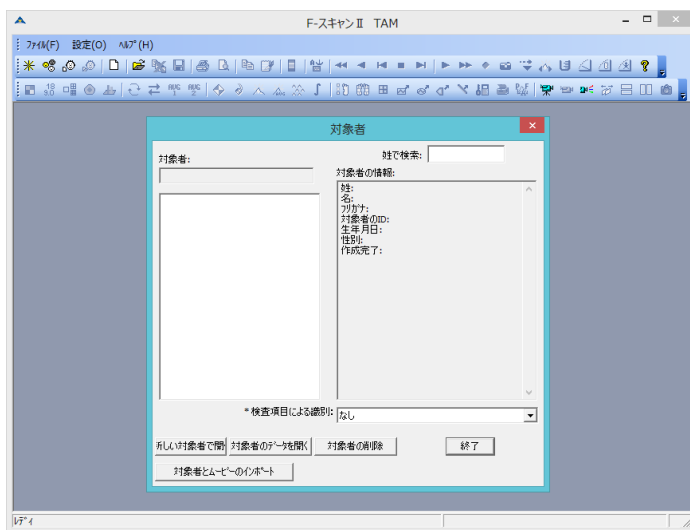 F-スキャンⅡ TAM
ファイル(F) 設定(O) ヘルプ(H)
対象者
対象者:
姓で検索:
対象者の情報:
姓:
名:
フリガナ:
対象者のID:
生年月日:
性別:
作成完了:
*検査項目による識別:
なし
新しい対象者で開く
対象者のデータを開く
対象者の削除
終了
対象者とムービーのインポート
レディ